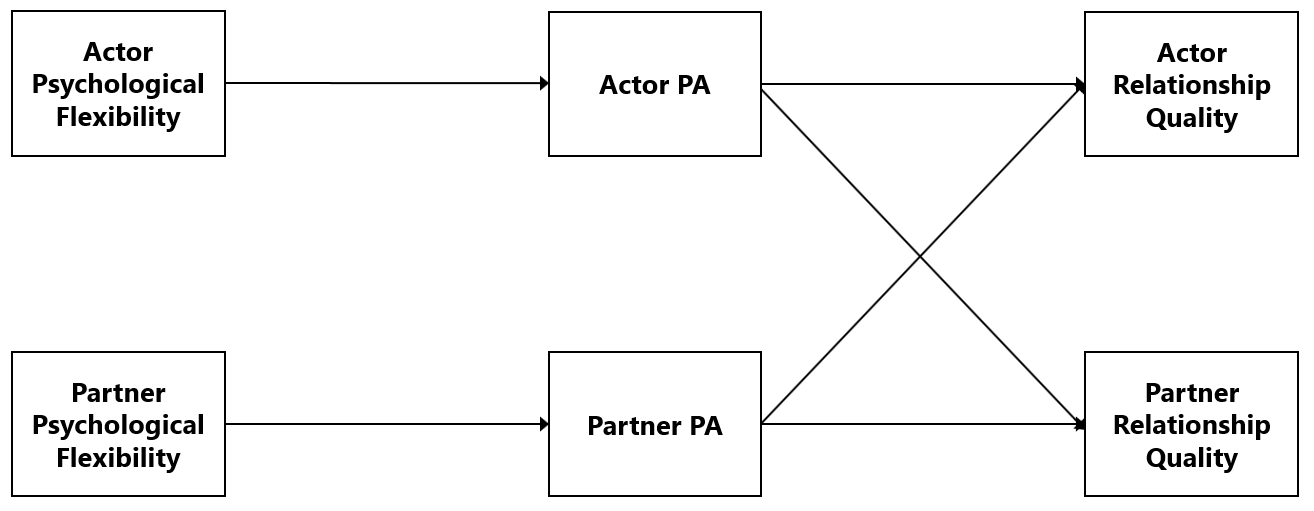 Actor
Psychological
Flexibility
Actor PA
Actor
Relationship
Quality
Partner
Psychological
Flexibility
Partner PA
Partner
Relationship
Quality